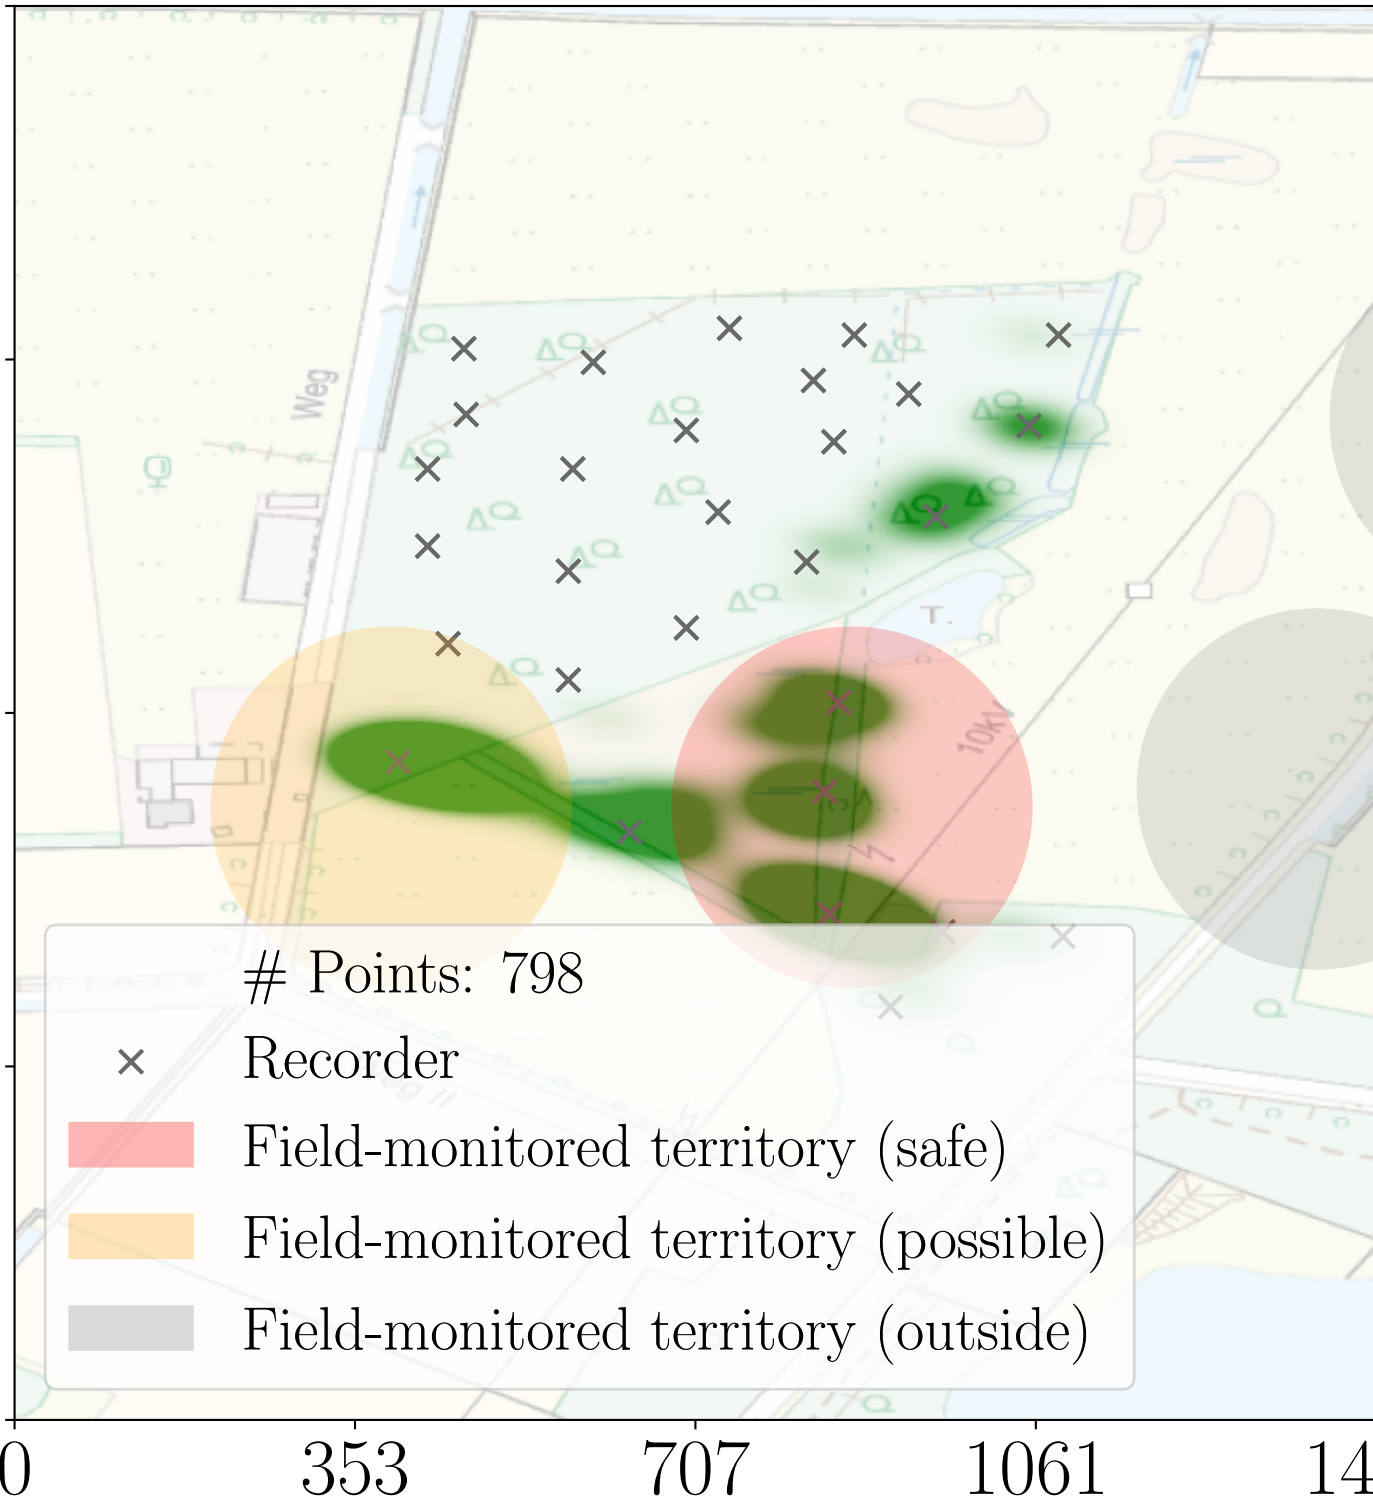 Weg
T.
10kV
# Points: 798
Recorder
Field-monitored territory (safe)
Field-monitored territory (possible)
Field-monitored territory (outside)
0 353 707 1061 14